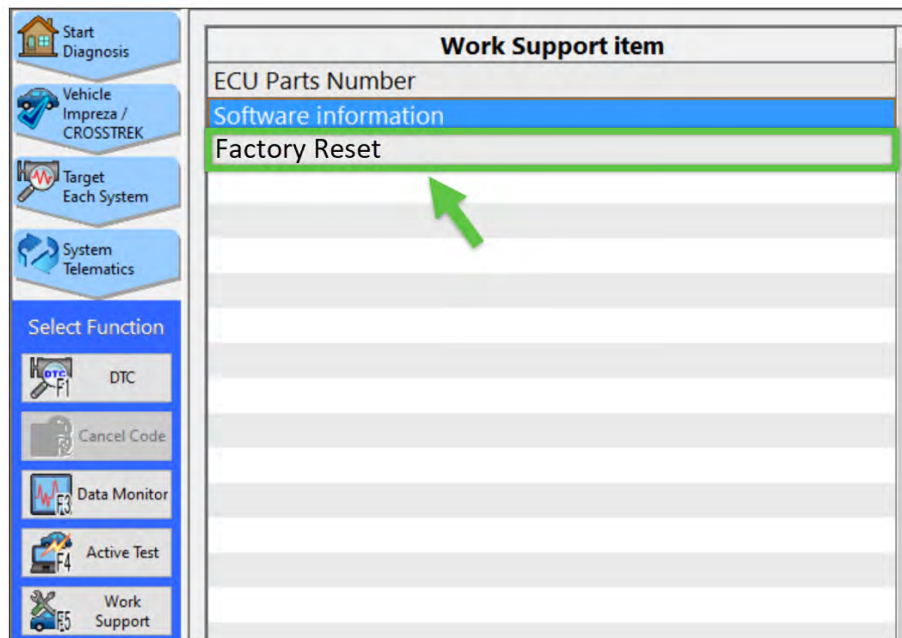 Start
Diagnosis
Vehicle
Impreza /
CROSSTREK
Target
Each System
System
Telematics
Select Function
DTC
F1
DTC
Cancel Code
F3
Data Monitor
F4
Active Test
F5
Work
Support
Work Support item
ECU Parts Number
Software information
Factory Reset